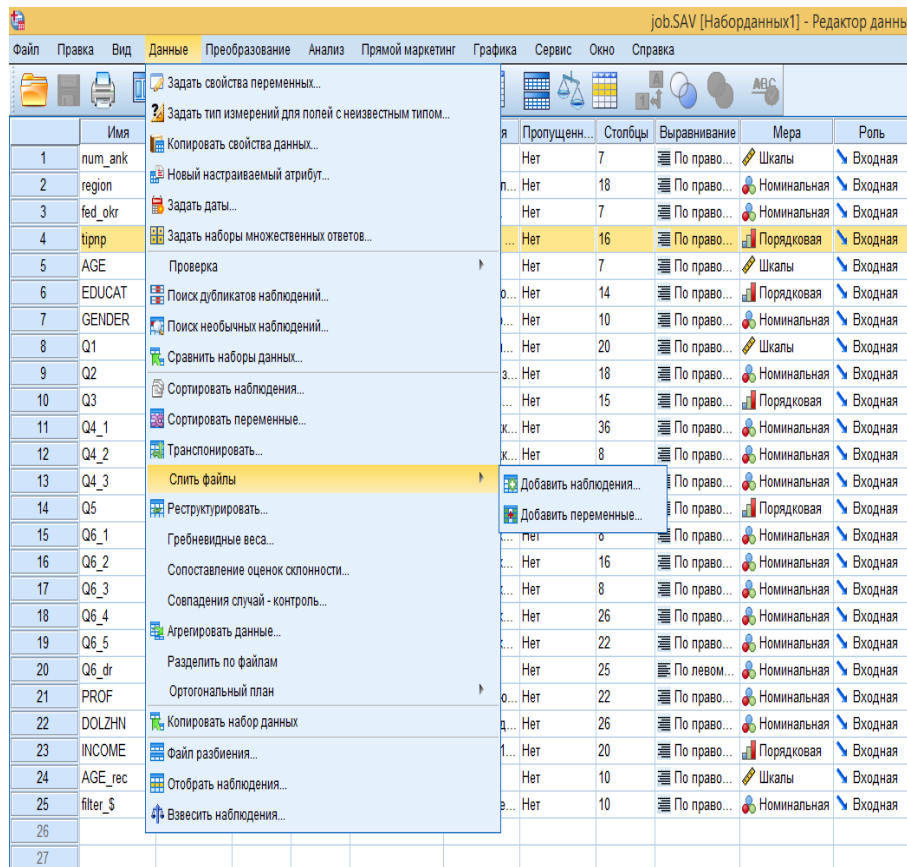 job.SAV [Наборданных1] - Редактор данны
Файл Правка Вид Данные Преобразование Анализ Прямой маркетинг Графика Сервис Окно Справка
Задать свойства переменных...
Задать тип измерений для полей с неизвестным типом...
Копировать свойства данных...
Новый настраиваемый атрибут...
Задать даты...
Задать наборы множественных ответов...
Проверка
Поиск дубликатов наблюдений...
Поиск необычных наблюдений...
Сравнить наборы данных...
Сортировать наблюдения...
Сортировать переменные...
Транспонировать...
Слить файлы
Добавить наблюдения...
Добавить переменные...
Реструктурировать...
Гребневидные веса...
Сопоставление оценок склонности...
Совпадения случай - контроль...
Агрегировать данные...
Разделить по файлам
Ортогональный план
Копировать набор данных
Файл разбиения...
Отобрать наблюдения...
Взвесить наблюдения...
Имя Пропущенн... Столбцы Выравнивание Мера Роль
1 num_ank Нет 7 По право... Шкалы Входная
2 region Нет 18 По право... Номинальная Входная
3 fed_okr Нет 7 По право... Номинальная Входная
4 tipnp Нет 16 По право... Порядковая Входная
5 AGE Нет 7 По право... Шкалы Входная
6 EDUCAT Нет 14 По право... Порядковая Входная
7 GENDER Нет 10 По право... Номинальная Входная
8 Q1 Нет 20 По право... Шкалы Входная
9 Q2 Нет 18 По право... Номинальная Входная
10 Q3 Нет 15 По право... Порядковая Входная
11 Q4_1 Нет 36 По право... Номинальная Входная
12 Q4_2 Нет 8 По право... Номинальная Входная
13 Q4_3 По право... Номинальная Входная
14 Q5 По право... Порядковая Входная
15 Q6_1 Нет 8 По право... Номинальная Входная
16 Q6_2 Нет 16 По право... Номинальная Входная
17 Q6_3 Нет 8 По право... Номинальная Входная
18 Q6_4 Нет 26 По право... Номинальная Входная
19 Q6_5 Нет 22 По право... Номинальная Входная
20 Q6_dr Нет 25 По левом... Номинальная Входная
21 PROF Нет 22 По право... Номинальная Входная
22 DOLZHN Нет 26 По право... Номинальная Входная
23 INCOME Нет 20 По право... Порядковая Входная
24 AGE_rec Нет 10 По право... Шкалы Входная
25 filter_$ Нет 10 По право... Номинальная Входная
26
27